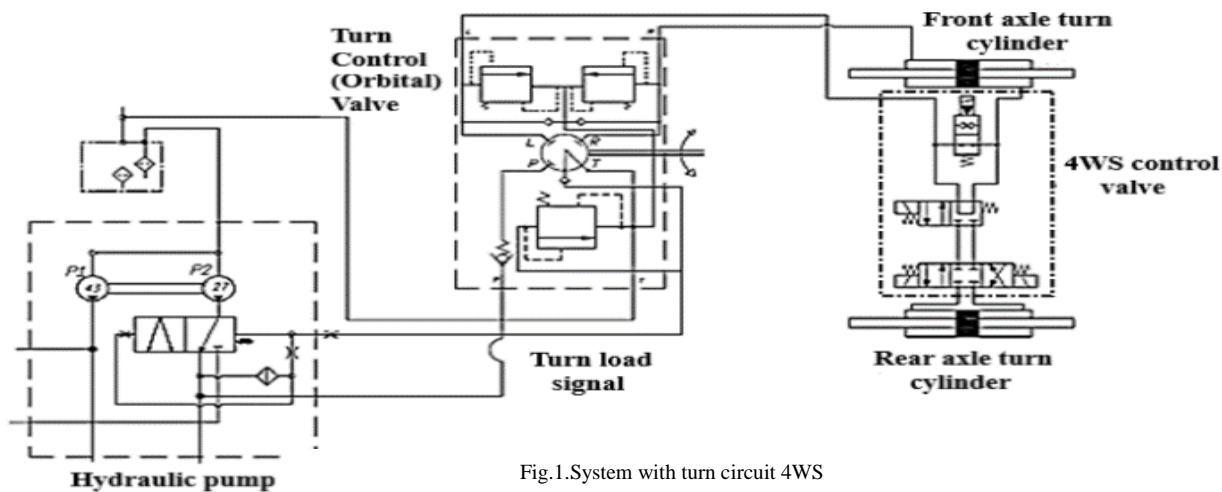 Turn
Control
(Orbital)
Valve
Front axle turn
cylinder
4WS control
valve
Rear axle turn
cylinder
L
R
L
R
P
T
P
T
P1
P2
43
27
Turn load
signal
Hydraulic pump
Fig.1.System with turn circuit 4WS